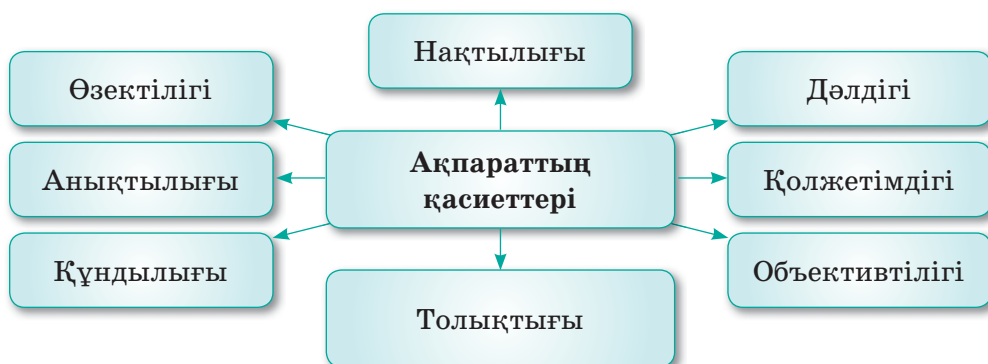 Нақтылығы
Өзектілігі
Дәлдігі
Ақпараттың
қасиеттері
Анықтылығы
Қолжетімдігі
Құндылығы
Объективтілігі
Толықтығы